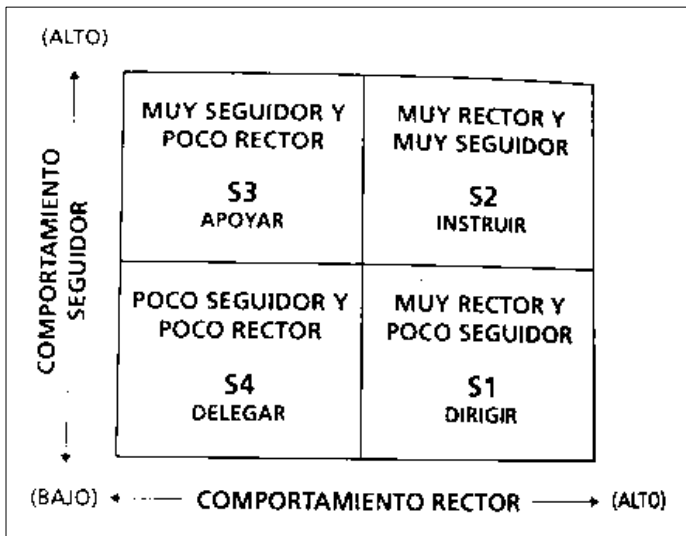 (ALTO)
MUY SEGUIDOR Y
POCO RECTOR
S3
APOYAR
MUY RECTOR Y
MUY SEGUIDOR
S2
INSTRUIR
COMPORTAMIENTO
SEGUIDOR
POCO SEGUIDOR Y
POCO RECTOR
S4
DELEGAR
MUY RECTOR Y
POCO SEGUIDOR
S1
DIRIGIR
(BAJO)
COMPORTAMIENTO RECTOR
(ALTO)